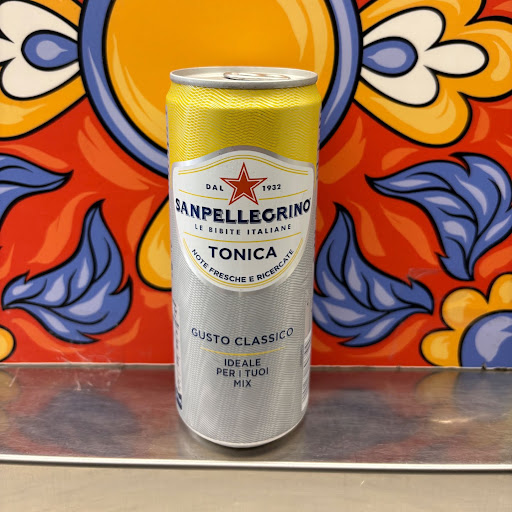 DAL 1932
SANPELLEGRINO
LE BIBITE ITALIANE
TONICA
NOTE FRESCHE E RICERCATE
GUSTO CLASSICO
IDEALE
PER I TUOI
MIX